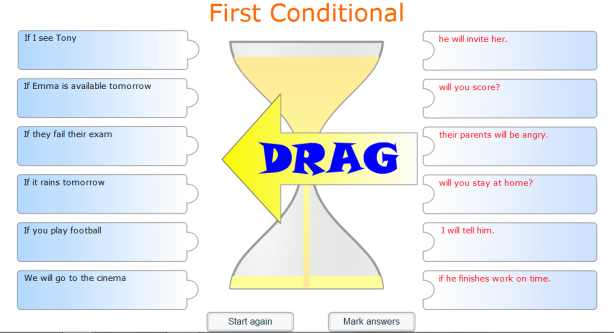 First Conditional
If I see Tony
he will invite her.
If Emma is available tomorrow
will you score?
If they fail their exam
their parents will be angry.
DRAG
If it rains tomorrow
will you stay at home?
If you play football
I will tell him.
We will go to the cinema
if he finishes work on time.
Start again
Mark answers